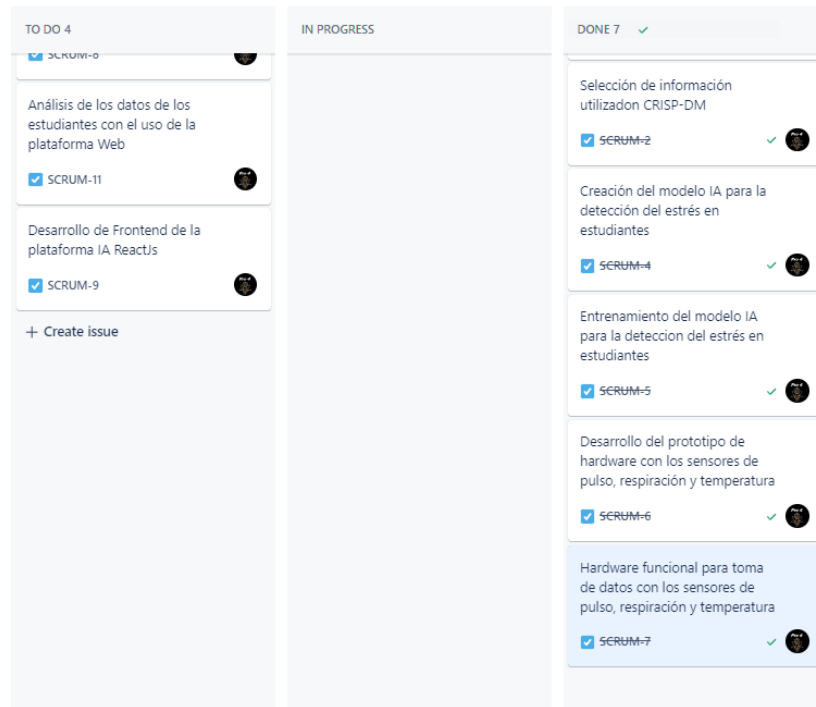 TO DO 4
SCRUM-8
Análisis de los datos de los
estudiantes con el uso de la
plataforma Web
SCRUM-11
Desarrollo de Frontend de la
plataforma IA ReactJs
SCRUM-9
+ Create issue
IN PROGRESS
DONE 7
Selección de información
utilizadon CRISP-DM
SCRUM-2
Creación del modelo IA para la
detección del estrés en
estudiantes
SCRUM-4
Entrenamiento del modelo IA
para la deteccion del estrés en
estudiantes
SCRUM-5
Desarrollo del prototipo de
hardware con los sensores de
pulso, respiración y temperatura
SCRUM-6
Hardware funcional para toma
de datos con los sensores de
pulso, respiración y temperatura
SCRUM-7